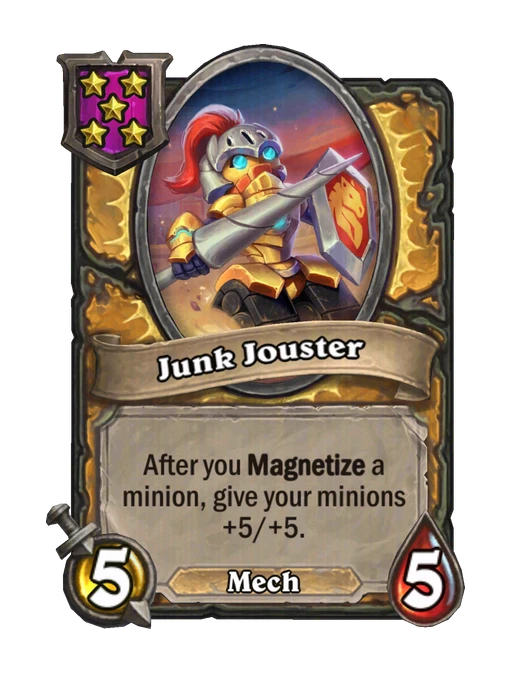 Junk Jouster
After you Magnetize a
minion, give your minions
+5/+5.
5
Mech
5